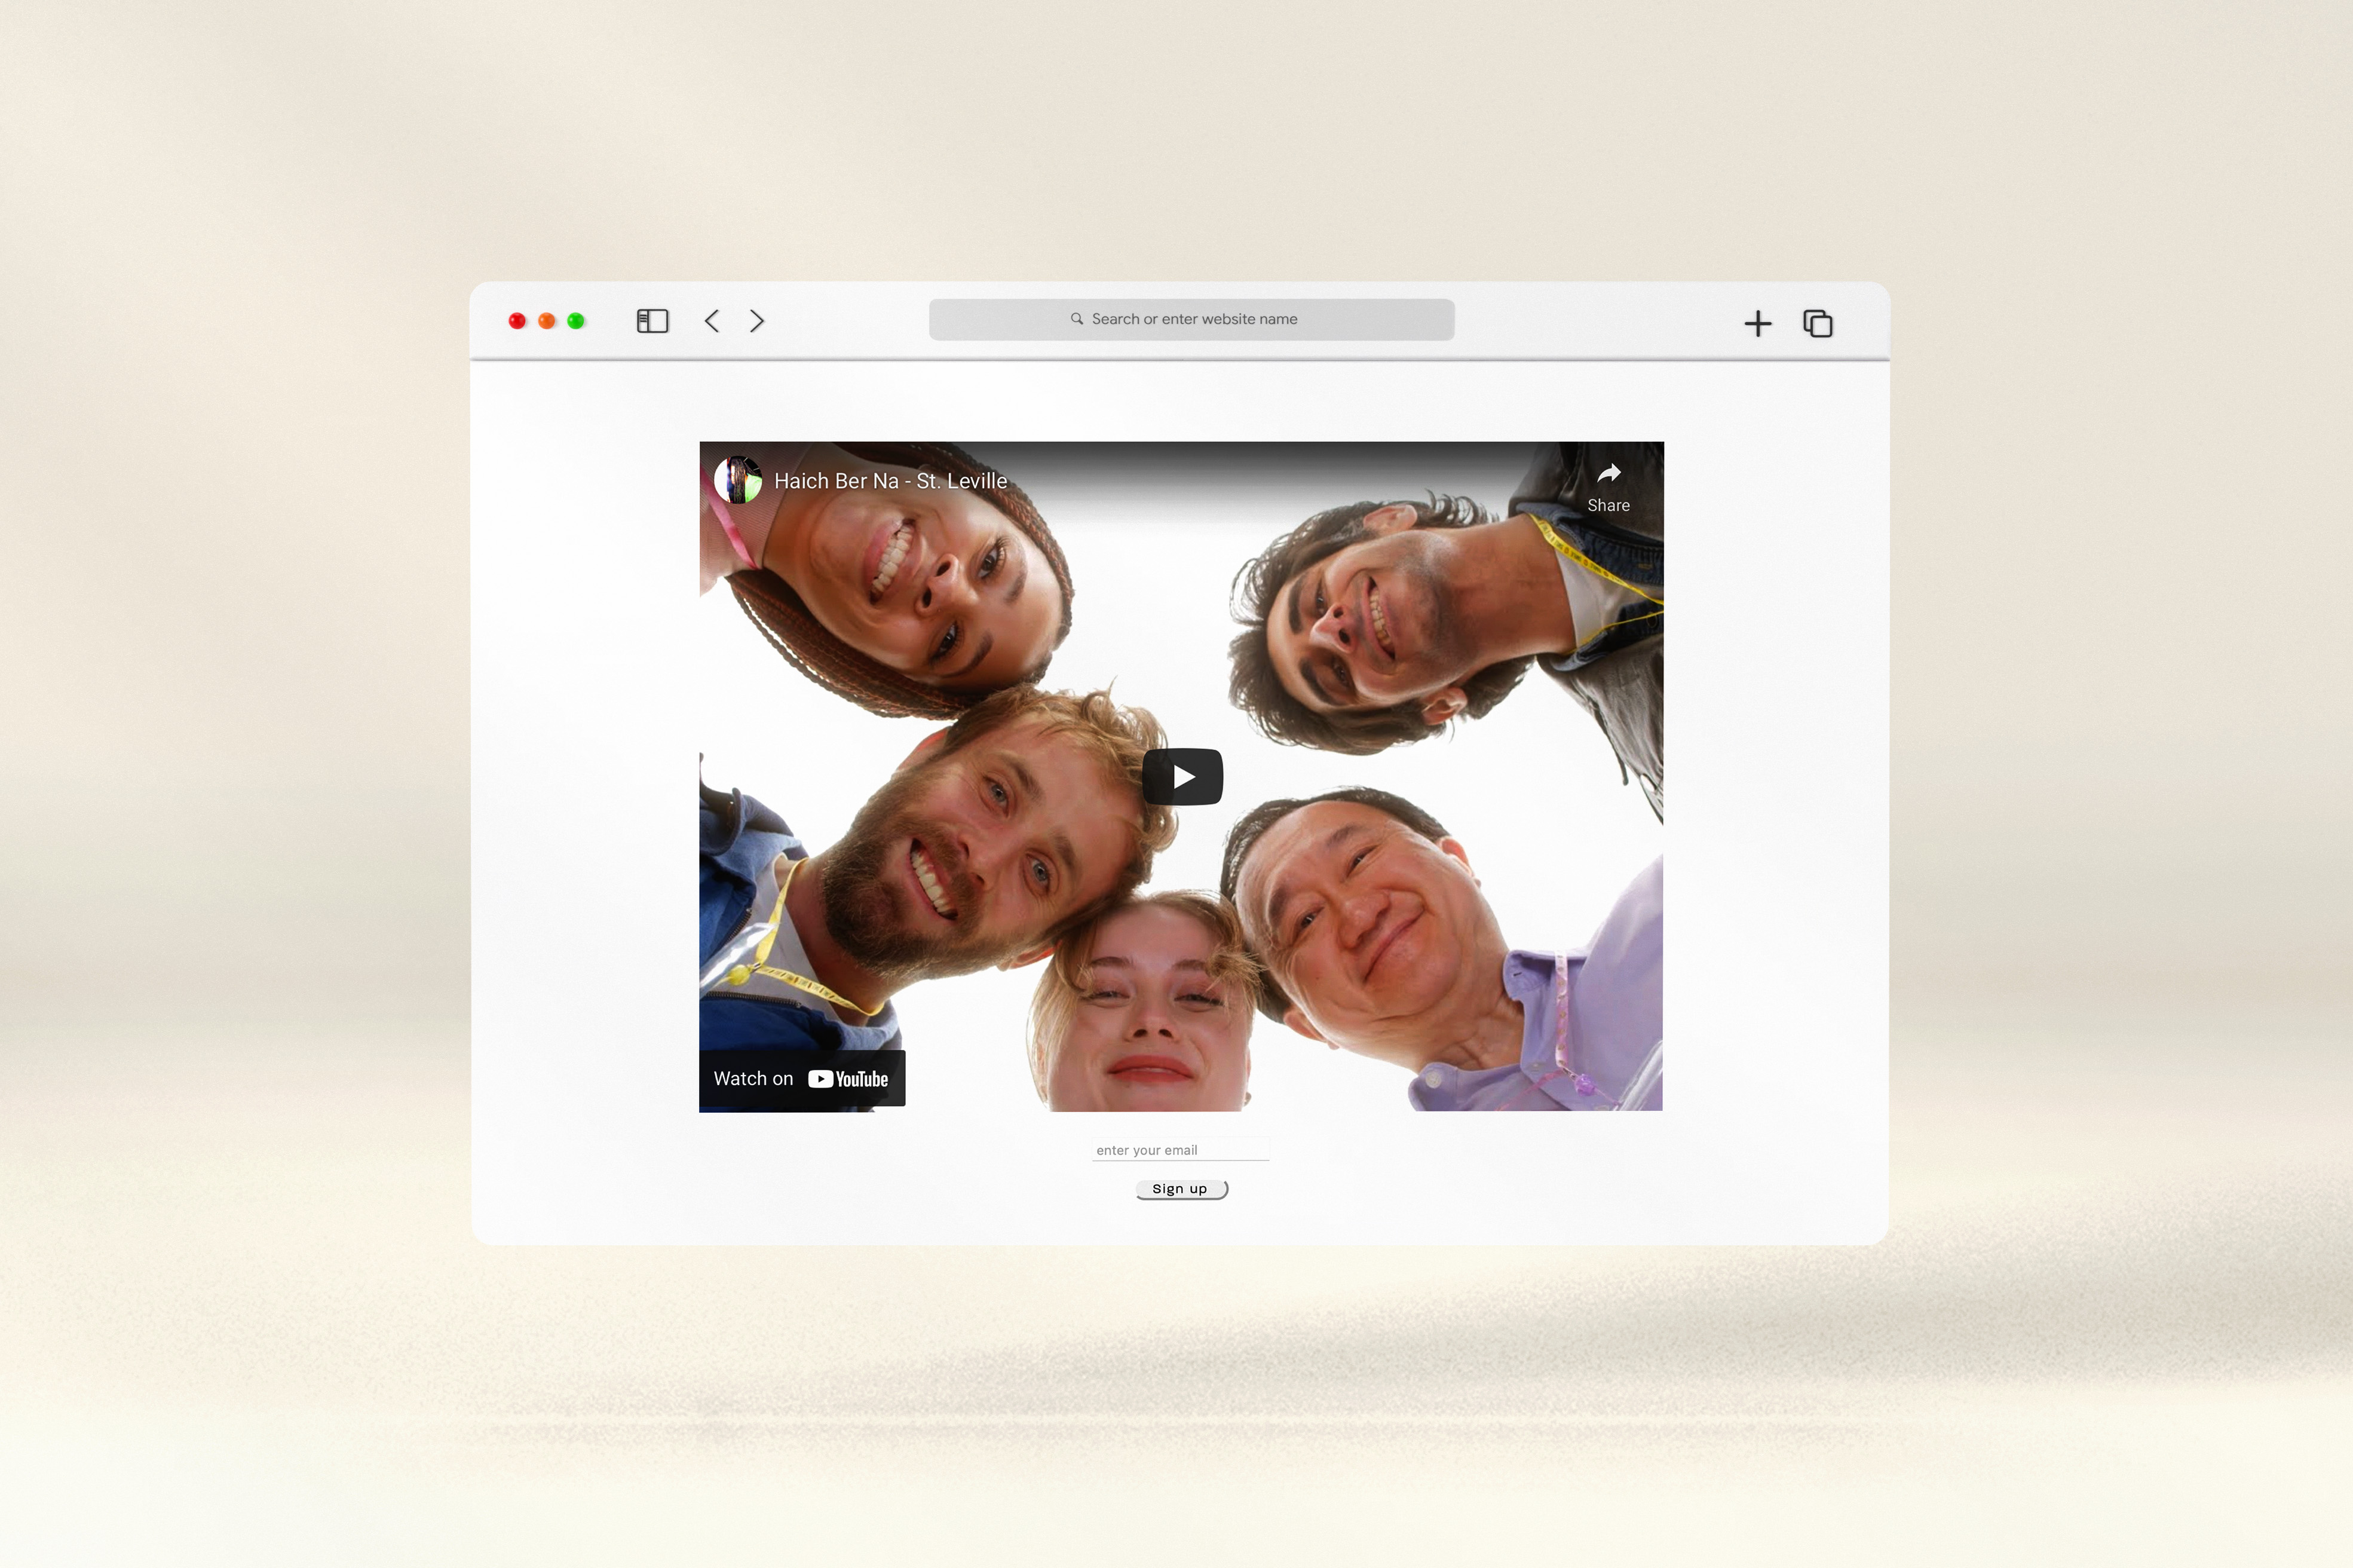 Search or enter website name
Haich Ber Na - St. Leville
Share
Watch on YouTube
enter your email
Sign up